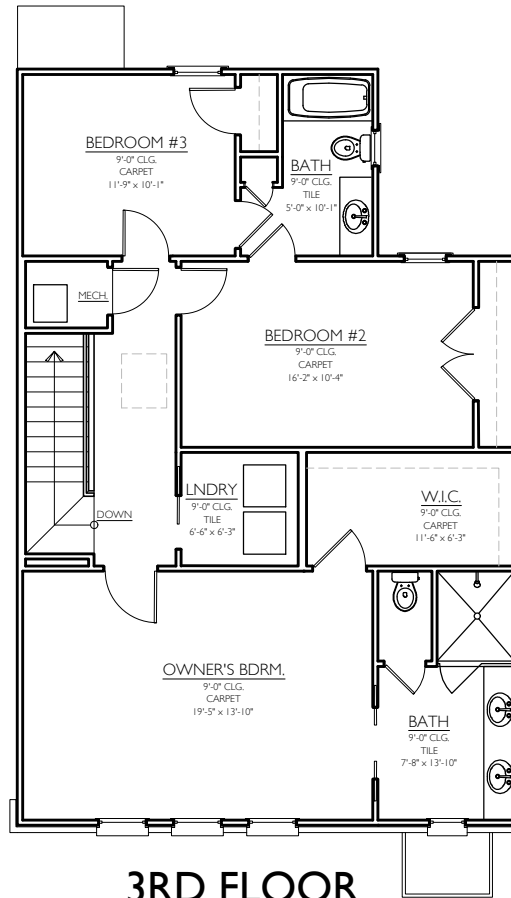 BEDROOM #3
9'-0" CLG.
CARPET
11'-9" x 10'-1"
BATH
9'-0" CLG.
TILE
5'-0" x 10'-1"
MECH.
BEDROOM #2
9'-0" CLG.
CARPET
16'-2" x 10'-4"
LNDRY
9'-0" CLG.
TILE
6'-6" x 6'-3"
W.I.C.
9'-0" CLG.
CARPET
11'-6" x 6'-3"
DOWN
OWNER'S BDRM.
9'-0" CLG.
CARPET
19'-5" x 13'-10"
BATH
9'-0" CLG.
TILE
7'-8" x 13'-10"
3RD FLOOR